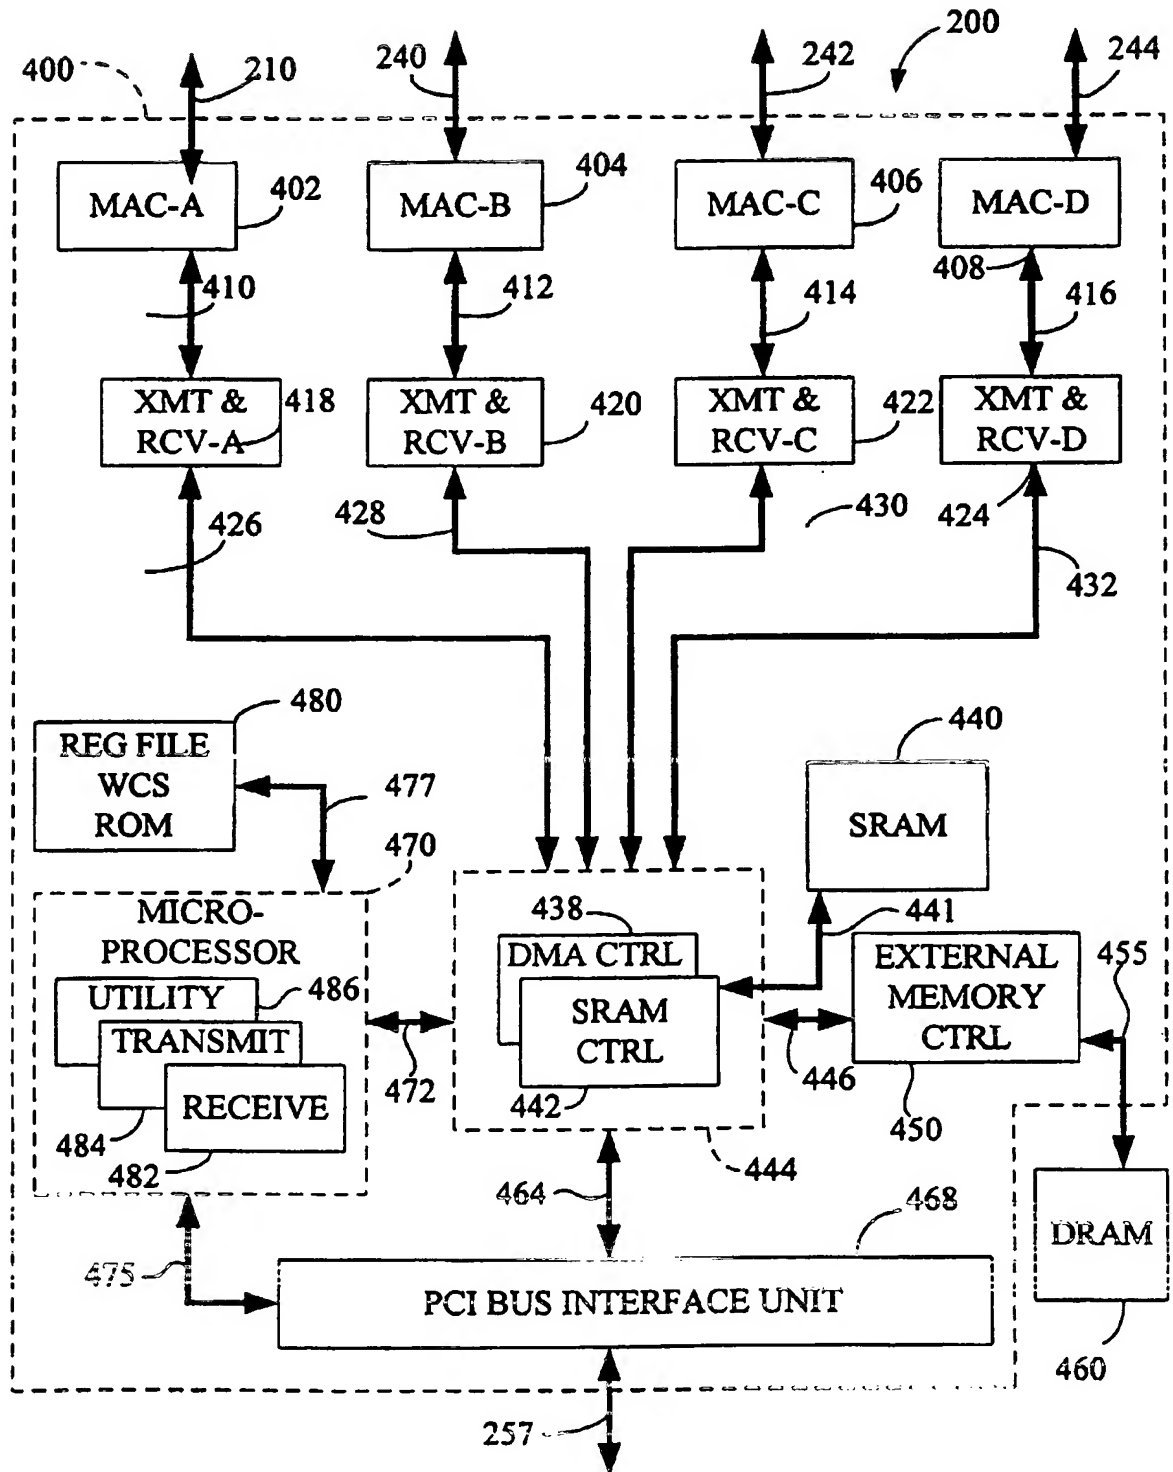 200
400
210
240
242
244
MAC-A
402
MAC-B
404
MAC-C
406
MAC-D
408
410
412
414
416
XMT &
RCV-A
418
XMT &
RCV-B
420
XMT &
RCV-C
422
XMT &
RCV-D
424
426
428
430
432
480
REG FILE
WCS
ROM
477
470
440
SRAM
441
MICRO-
PROCESSOR
UTILITY
486
TRANSMIT
RECEIVE
484
482
472
438
DMA CTRL
SRAM
CTRL
442
444
446
EXTERNAL
MEMORY
CTRL
450
455
464
468
475
PCI BUS INTERFACE UNIT
DRAM
460
257